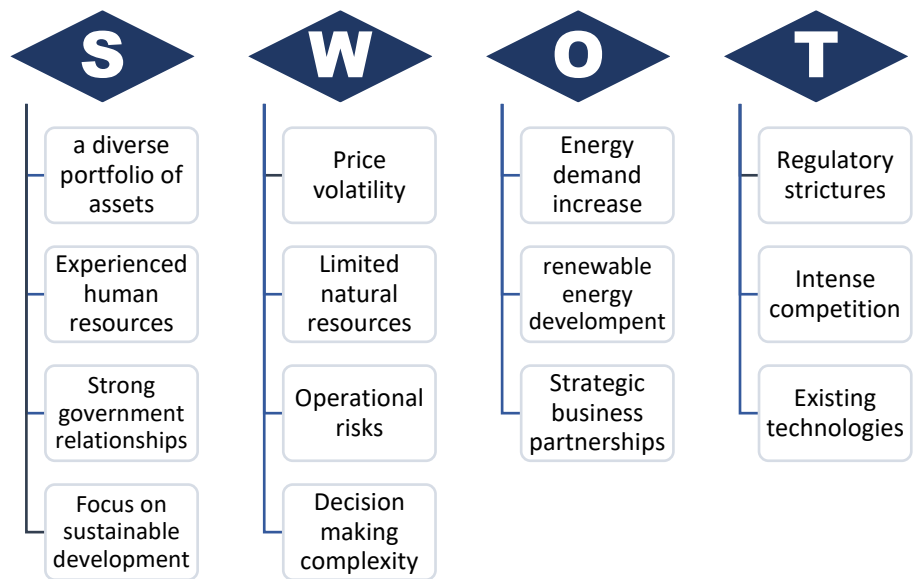 S
a diverse
portfolio of
assets
Experienced
human
resources
Strong
government
relationships
Focus on
sustainable
development
W
Price
volatility
Limited
natural
resources
Operational
risks
Decision
making
complexity
O
Energy
demand
increase
renewable
energy
develompent
Strategic
business
partnerships
T
Regulatory
strictures
Intense
competition
Existing
technologies